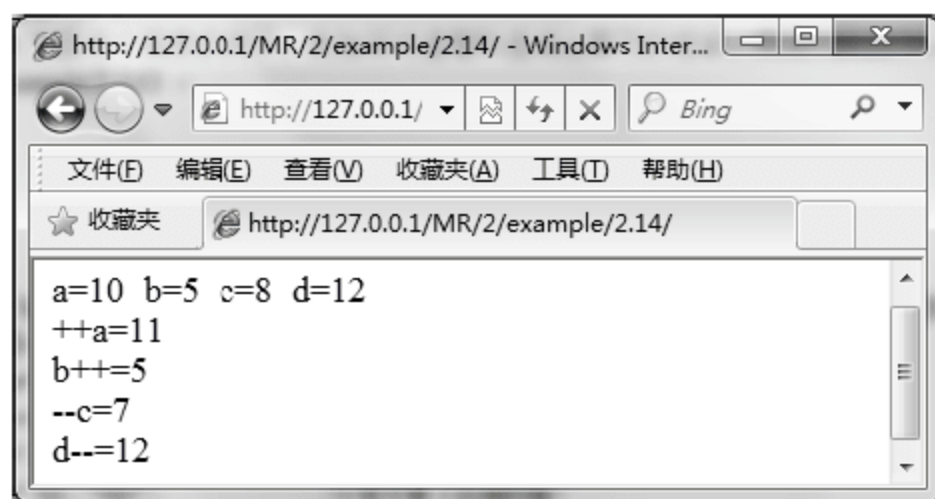 http://127.0.0.1/MR/2/example/2.14/ - Windows Inter...
http://127.0.0.1/ Bing
文件(F) 编辑(E) 查看(V) 收藏夹(A) 工具(T) 帮助(H)
收藏夹 http://127.0.0.1/MR/2/example/2.14/
a=10 b=5 c=8 d=12
++a=11
b++=5
--c=7
d--=12